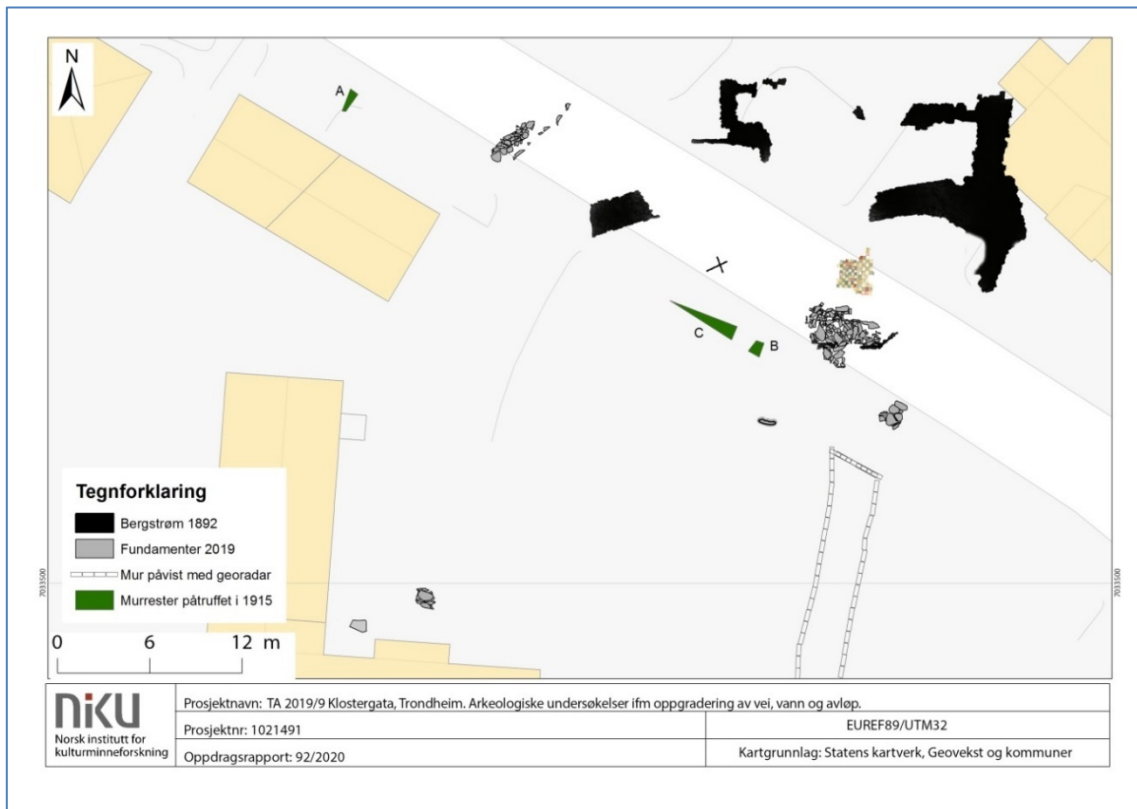 N
A
C
B
Tegnforklaring
Bergstrøm 1892
Fundamenter 2019
Mur påvist med georadar
Murrester påtruffet i 1915
0 6 12 m
7033500
7033500
NIKU
Norsk institutt for
kulturminneforskning
Prosjektnavn: TA 2019/9 Klostergata, Trondheim. Arkeologiske undersøkelser ifm oppgradering av vei, vann og avløp.
Prosjektnr: 1021491
EUREF89/UTM32
Oppdragsrapport: 92/2020
Kartgrunnlag: Statens kartverk, Geovekst og kommuner